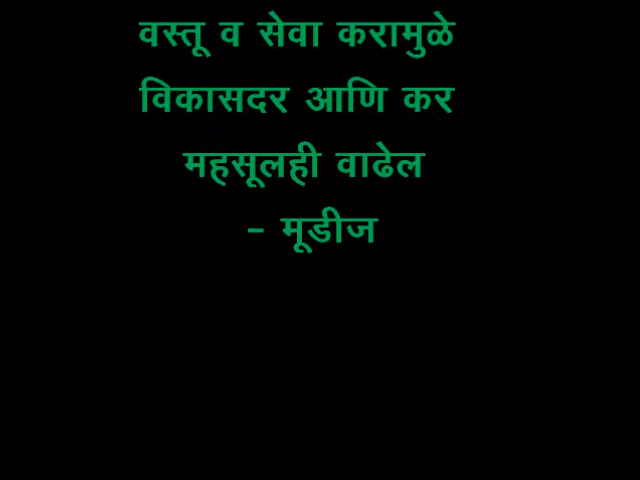 वस्तू व सेवा करामुळे
विकासदर आणि कर
महसूलही वाढेल
- मूडीज